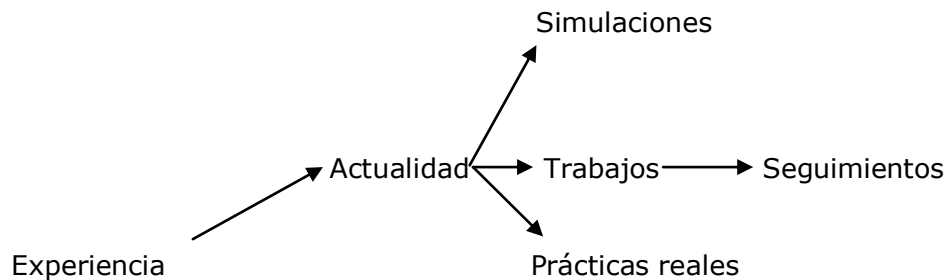 Simulaciones
Actualidad Trabajos Seguimientos
Experiencia Prácticas reales